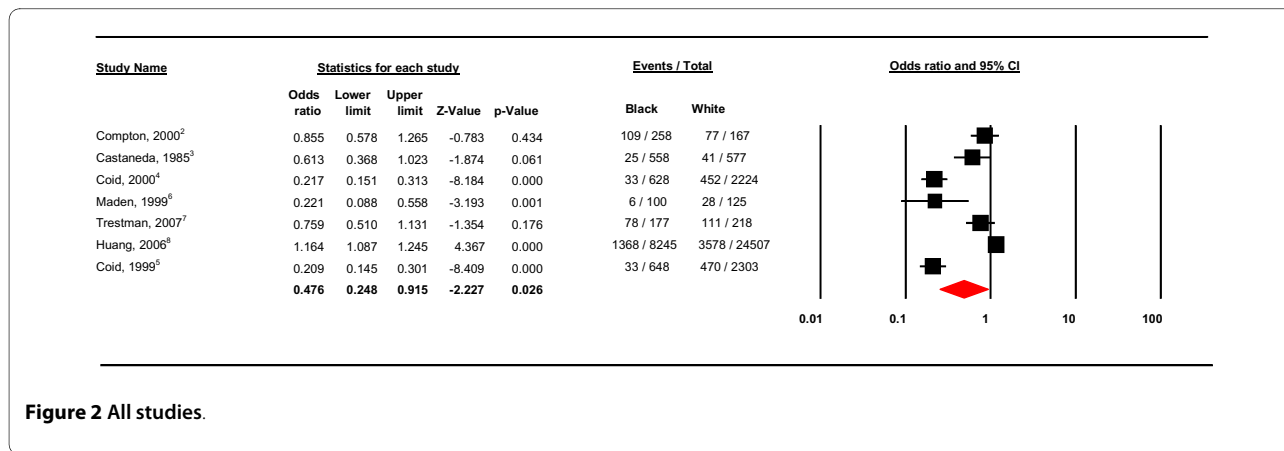 Study Name Statistics for each study Events / Total Odds ratio and 95% CI
Odds Lower Upper
ratio limit limit Z-Value p-Value Black White
Compton, 2000² 0.855 0.578 1.265 -0.783 0.434 109 / 258 77 / 167
Castaneda, 1985³ 0.613 0.368 1.023 -1.874 0.061 25 / 558 41 / 577
Coid, 2000⁴ 0.217 0.151 0.313 -8.184 0.000 33 / 628 452 / 2224
Maden, 1999⁶ 0.221 0.088 0.558 -3.193 0.001 6 / 100 28 / 125
Trestman, 2007⁷ 0.759 0.510 1.131 -1.354 0.176 78 / 177 111 / 218
Huang, 2006⁸ 1.164 1.087 1.245 4.367 0.000 1368 / 8245 3578 / 24507
Coid, 1999⁵ 0.209 0.145 0.301 -8.409 0.000 33 / 648 470 / 2303
0.476 0.248 0.915 -2.227 0.026
0.01 0.1 1 10 100
Figure 2 All studies.